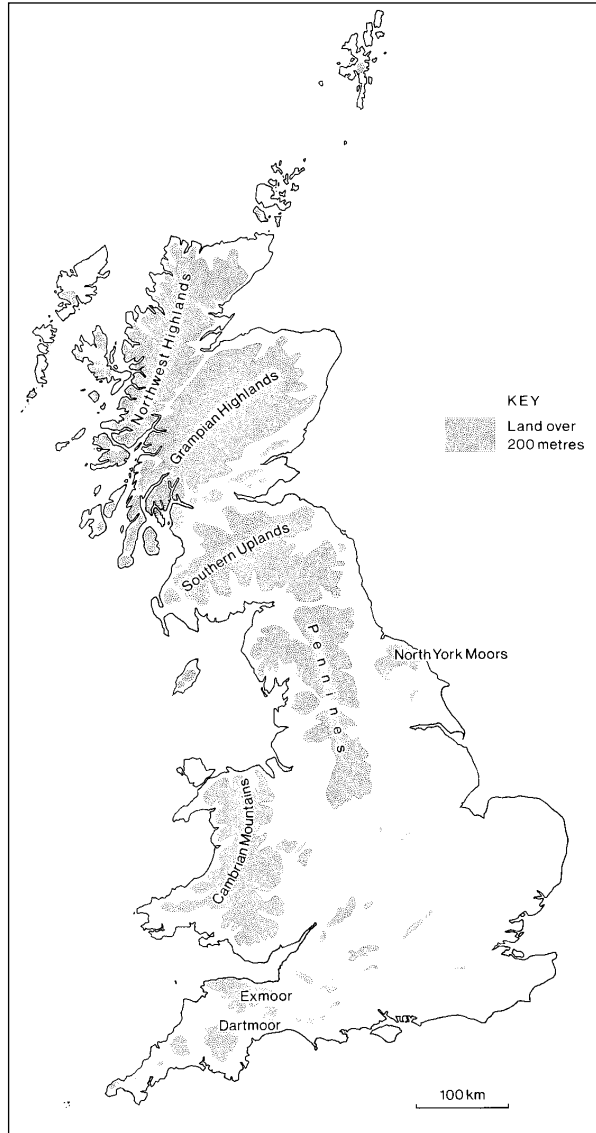 Northwest Highlands
Grampian Highlands
KEY
Land over
200 metres
Southern Uplands
Pennines
North York Moors
Cambrian Mountains
Exmoor
Dartmoor
100 km